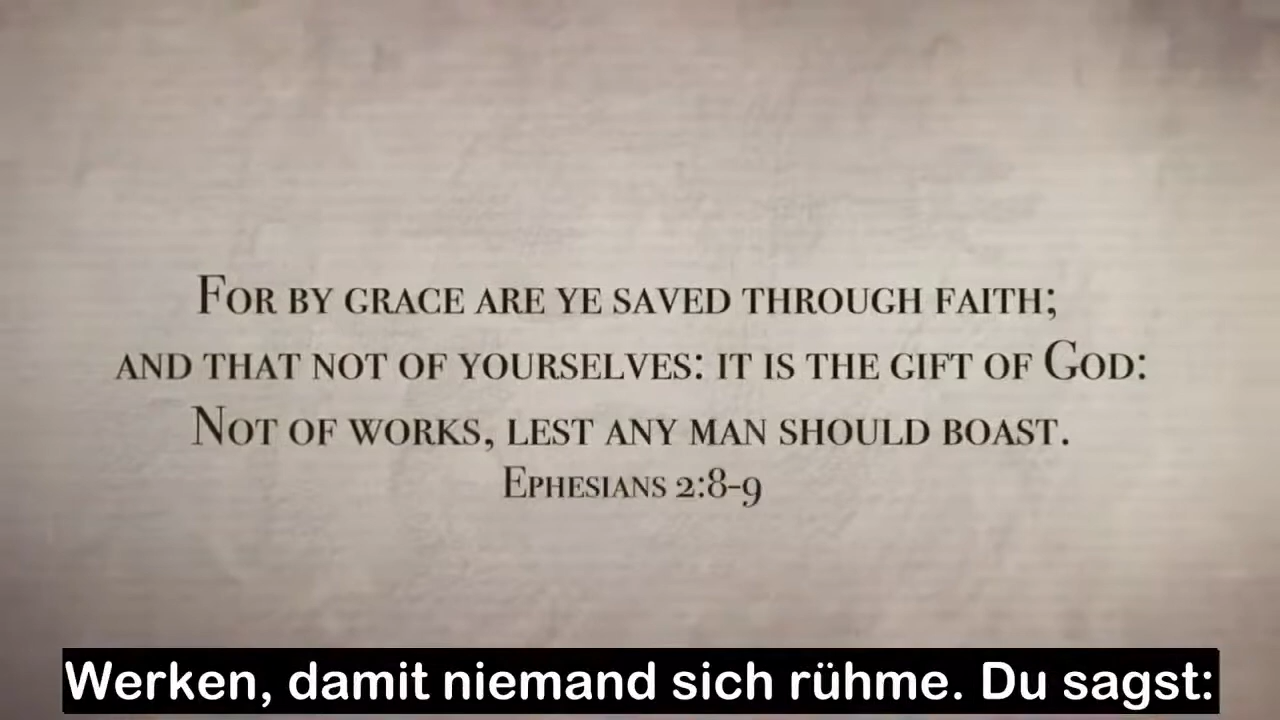 For by grace are ye saved through faith;
and that not of yourselves: it is the gift of God:
Not of works, lest any man should boast.
Ephesians 2:8-9
Werken, damit niemand sich rühme. Du sagst: